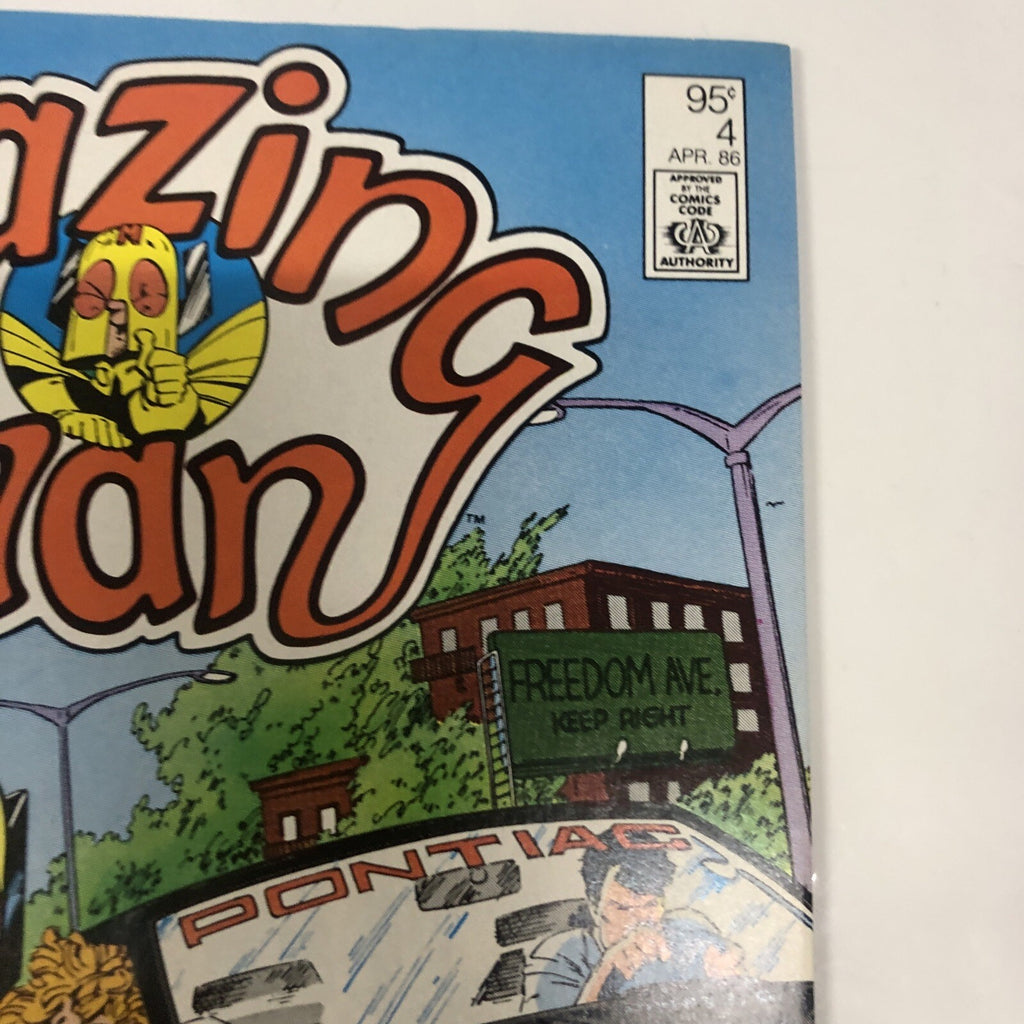 azing
man
TM
95¢
4
APR. 86
APPROVED
BY THE
COMICS
CODE
CA
AUTHORITY
FREEDOM AVE.
KEEP RIGHT
PONTIAC